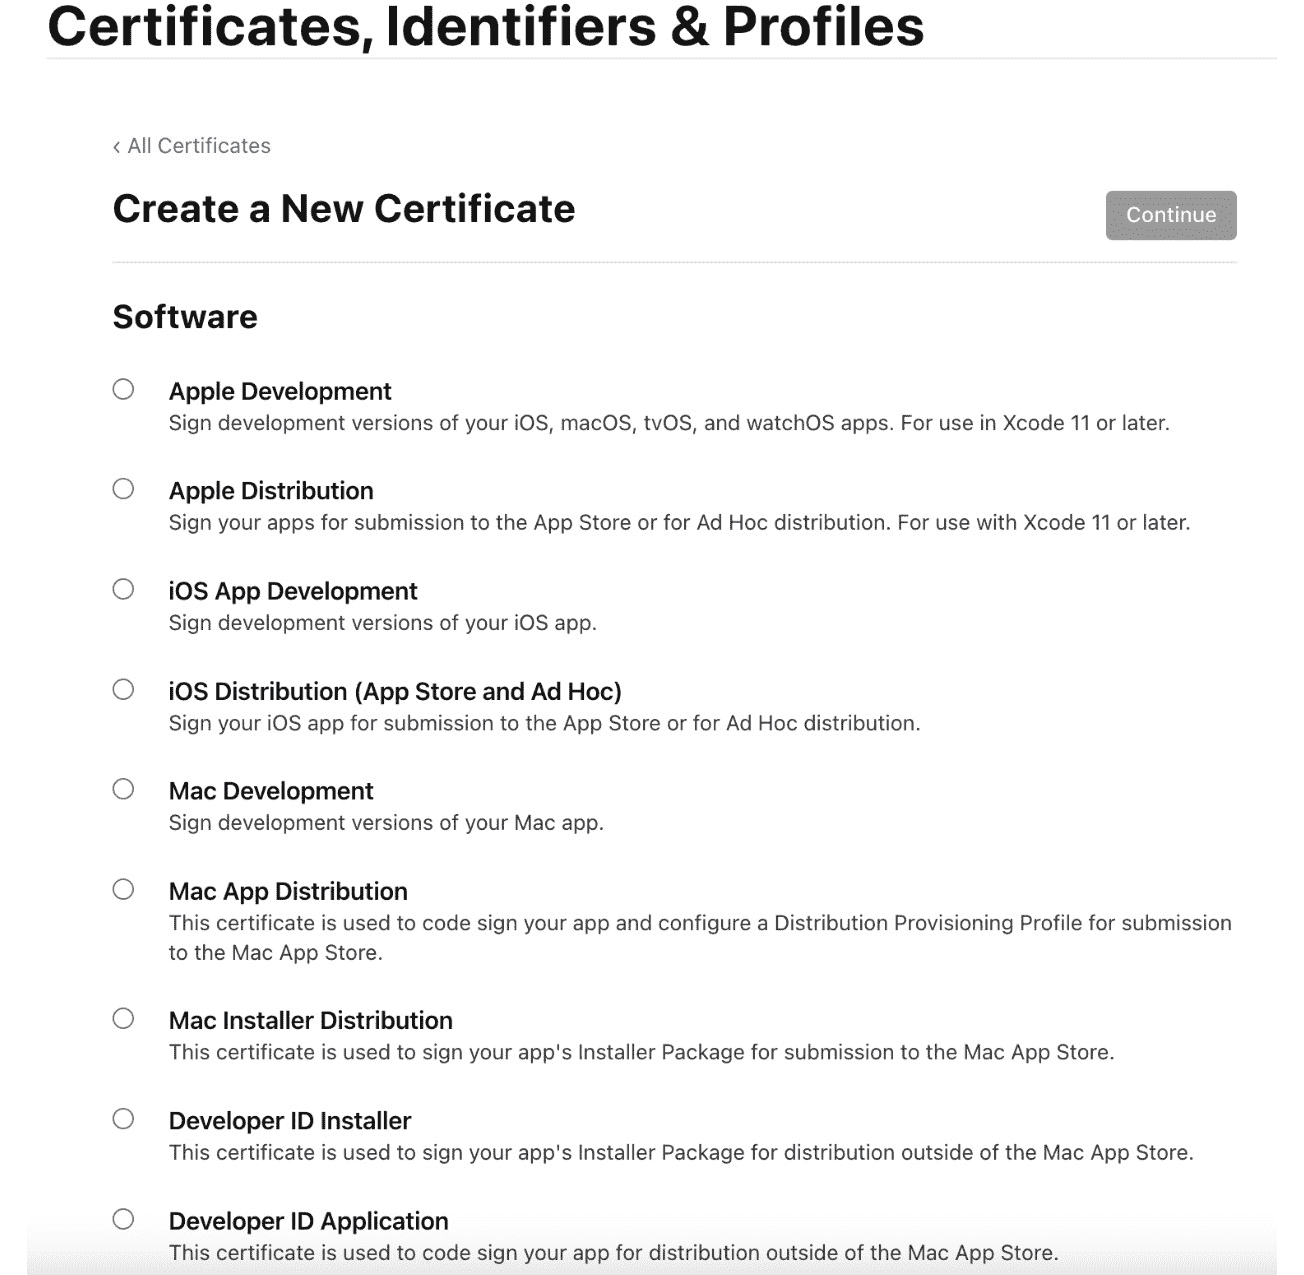 Certificates, Identifiers & Profiles
‹ All Certificates
Create a New Certificate
Continue
Software
Apple Development
Sign development versions of your iOS, macOS, tvOS, and watchOS apps. For use in Xcode 11 or later.
Apple Distribution
Sign your apps for submission to the App Store or for Ad Hoc distribution. For use with Xcode 11 or later.
iOS App Development
Sign development versions of your iOS app.
iOS Distribution (App Store and Ad Hoc)
Sign your iOS app for submission to the App Store or for Ad Hoc distribution.
Mac Development
Sign development versions of your Mac app.
Mac App Distribution
This certificate is used to code sign your app and configure a Distribution Provisioning Profile for submission
to the Mac App Store.
Mac Installer Distribution
This certificate is used to sign your app's Installer Package for submission to the Mac App Store.
Developer ID Installer
This certificate is used to sign your app's Installer Package for distribution outside of the Mac App Store.
Developer ID Application
This certificate is used to code sign your app for distribution outside of the Mac App Store.